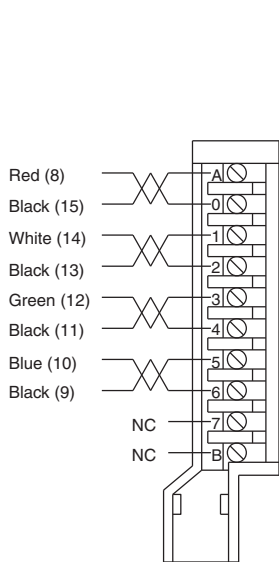 Red (8) A
Black (15) 0
White (14) 1
Black (13) 2
Green (12) 3
Black (11) 4
Blue (10) 5
Black (9) 6
NC 7
NC B